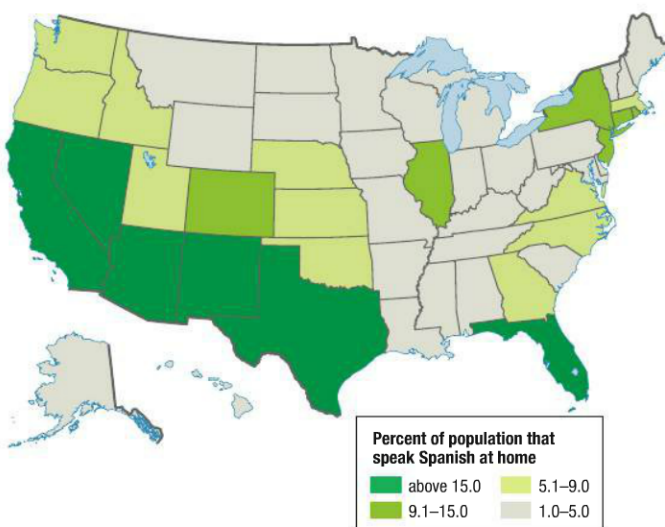 Percent of population that
speak Spanish at home
above 15.0
5.1–9.0
9.1–15.0
1.0–5.0